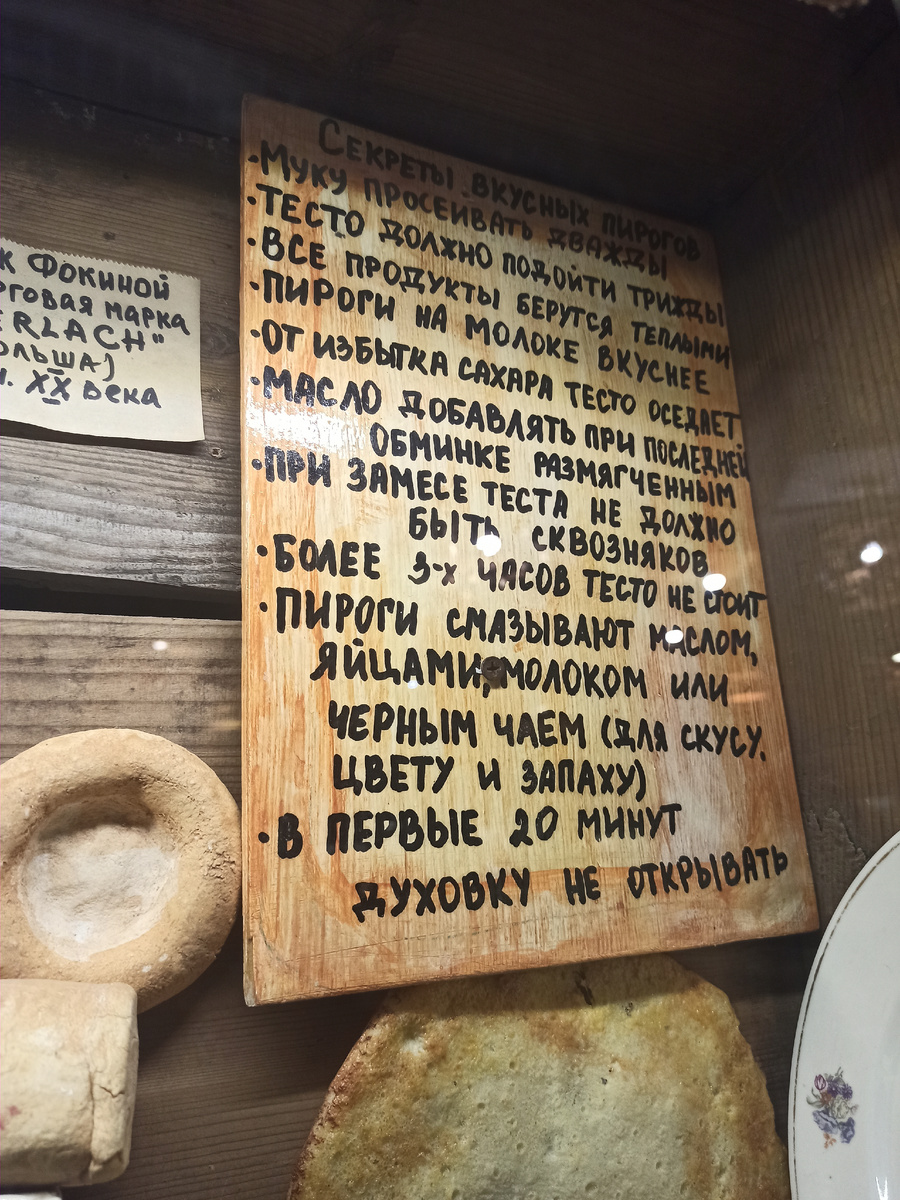 Секреты вкусных пирогов
·Муку просеивать дважды
·Тесто должно подойти трижды
·Все продукты берутся теплыми
·Пироги на молоке вкуснее
·От избытка сахара тесто оседает.
·Масло добавлять при последней
обминке размягченным
·При замесе теста не должно
быть сквозняков
·Более 3-х часов тесто не стоит
·Пироги смазывают маслом,
яйцами, молоком или
черным чаем (для скусу.
цвету и запаху)
·В первые 20 минут
духовку не открывать
Фокиной
марка
ERLACH"
XX века